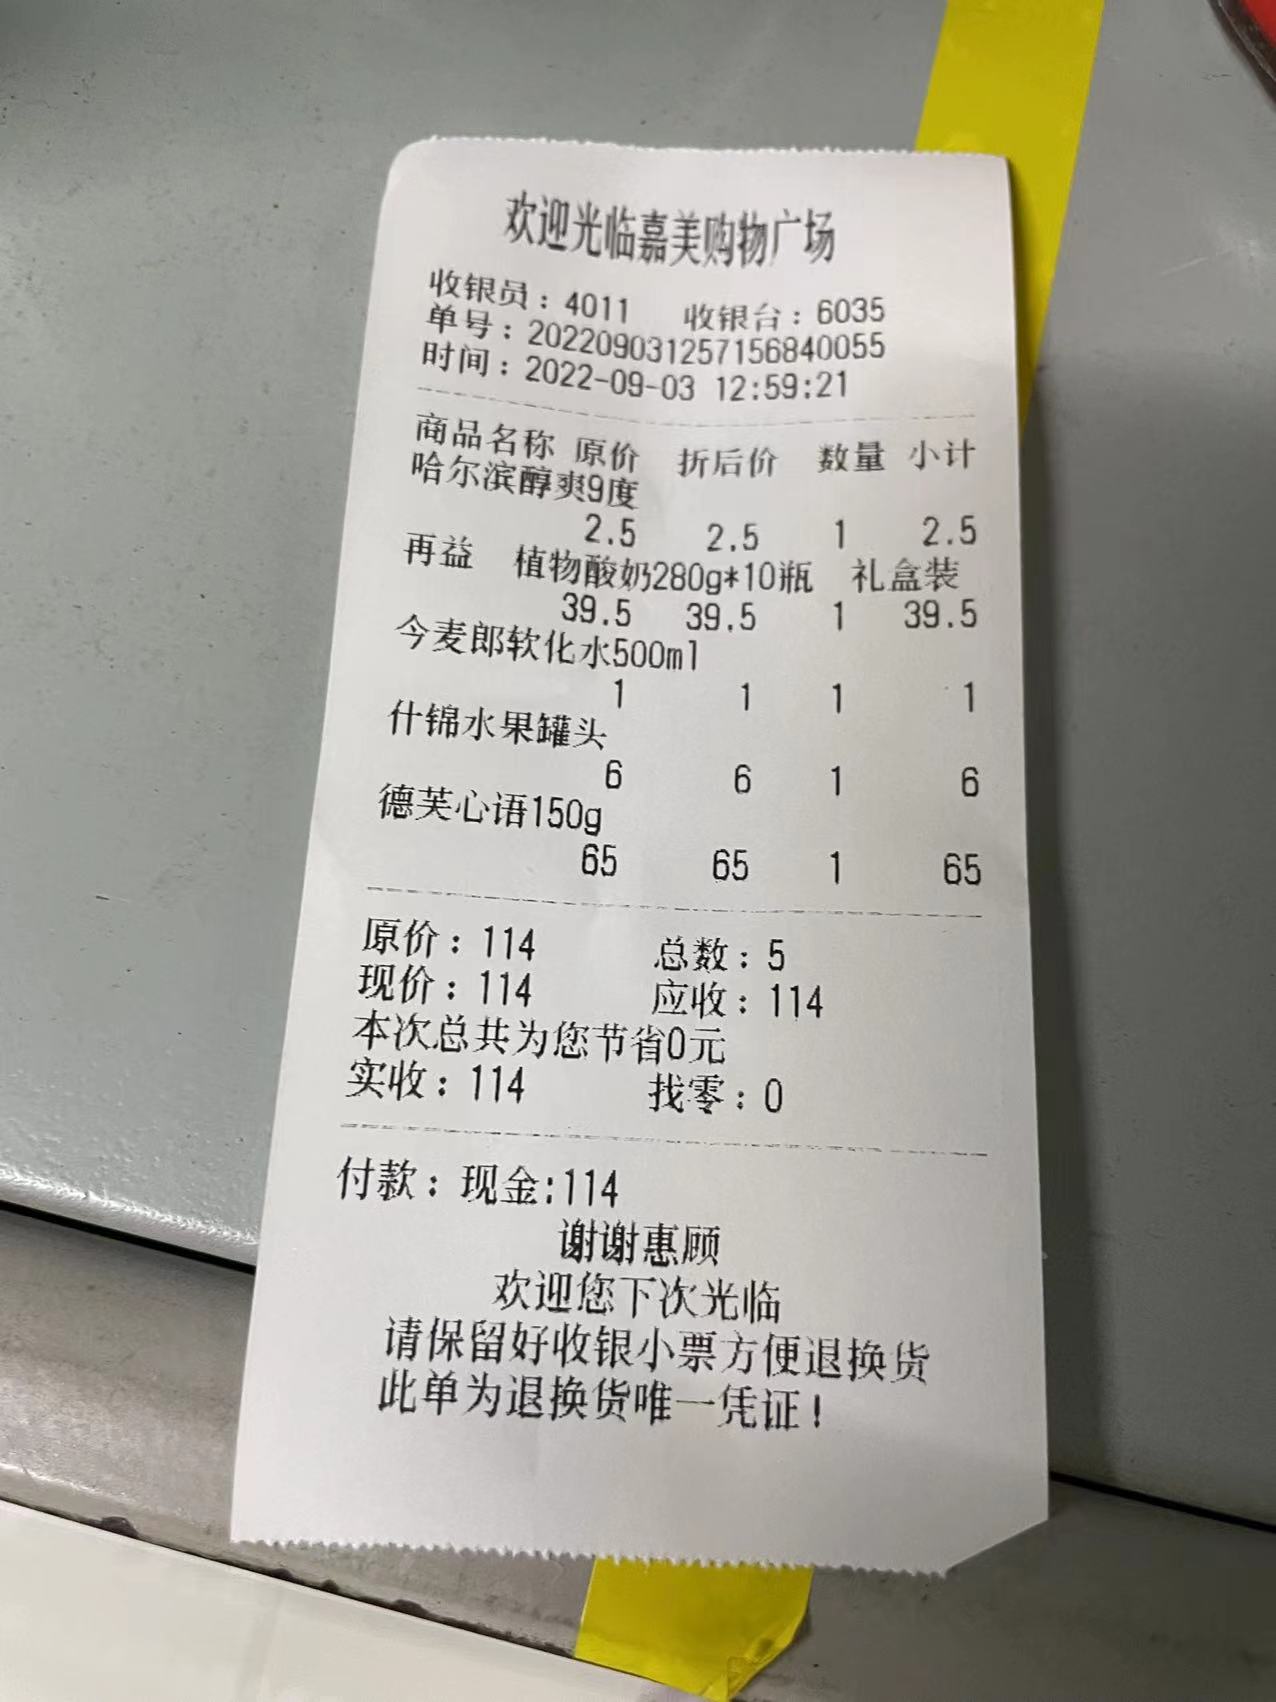 欢迎光临嘉美购物广场
收银员：4011 收银台：6035
单号：202209031257156840055
时间：2022-09-03 12:59:21
商品名称 原价 折后价 数量 小计
哈尔滨醇爽9度
2.5 2.5 1 2.5
再益 植物酸奶280g*10瓶 礼盒装
39.5 39.5 1 39.5
今麦郎软化水500ml
1 1 1 1
什锦水果罐头
6 6 1 6
德芙心语150g
65 65 1 65
原价：114 总数：5
现价：114 应收：114
本次总共为您节省0元
实收：114 找零：0
付款：现金:114
谢谢惠顾
欢迎您下次光临
请保留好收银小票方便退换货
此单为退换货唯一凭证!